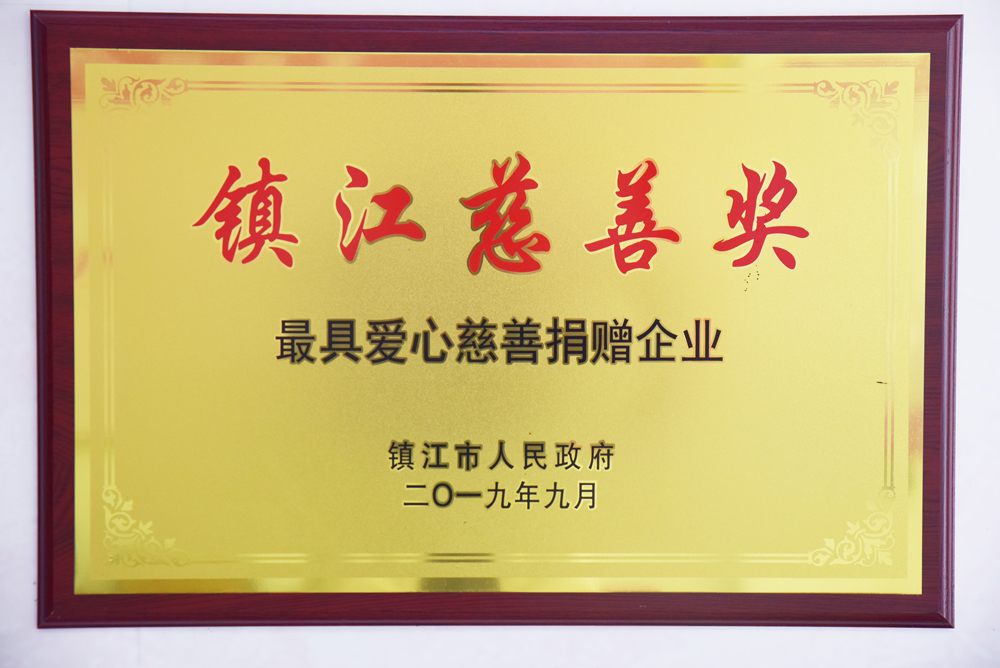 镇江慈善奖
最具爱心慈善捐赠企业
镇江市人民政府
二〇一九年九月